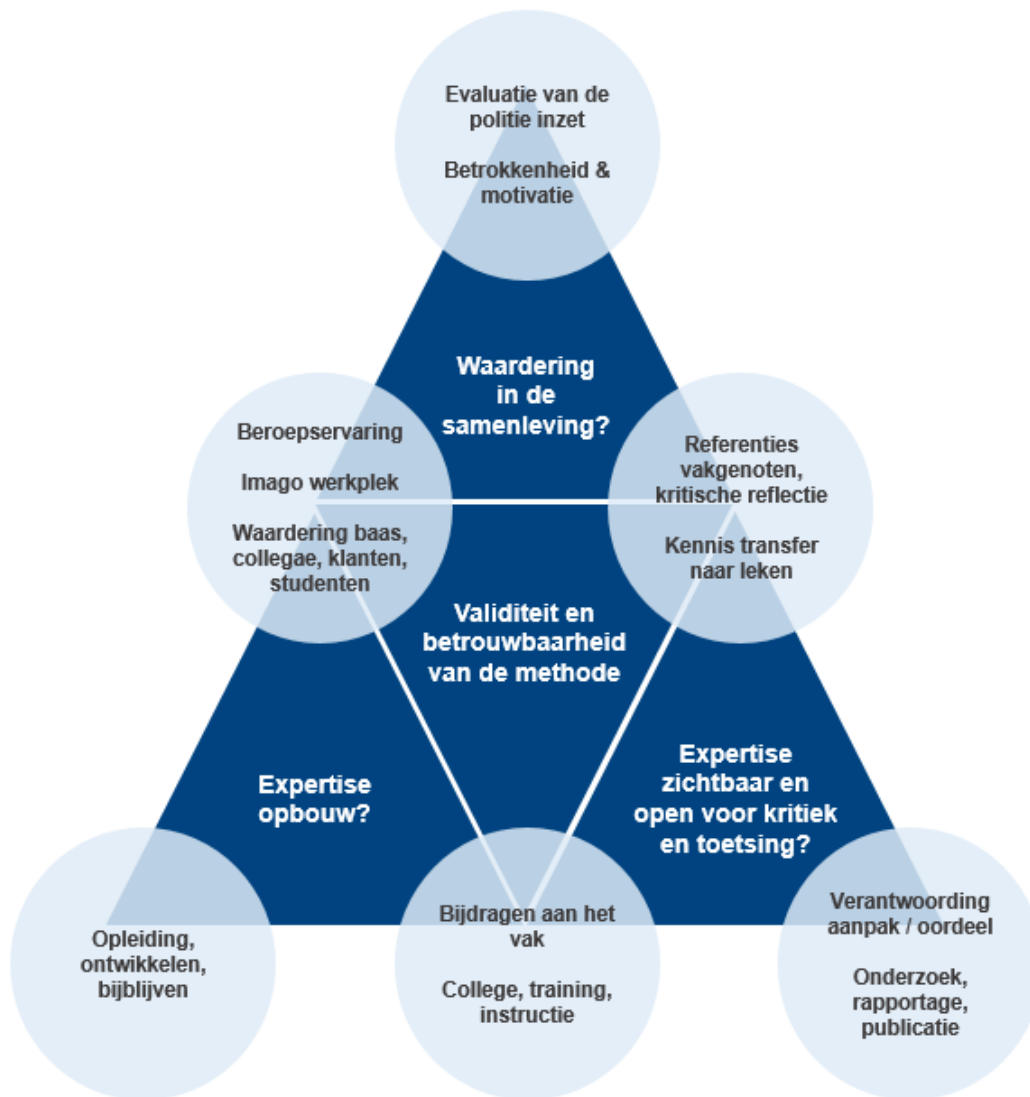 Evaluatie van de
politie inzet
Betrokkenheid &
motivatie
Waardering
in de
samenleving?
Beroepservaring
Imago werkplek
Waardering baas,
collegae, klanten,
studenten
Referenties
vakgenoten,
kritische reflectie
Kennis transfer
naar leken
Validiteit en
betrouwbaarheid
van de methode
Expertise
opbouw?
Expertise
zichtbaar en
open voor kritiek
en toetsing?
Opleiding,
ontwikkelen,
bijblijven
Bijdragen aan het
vak
College, training,
instructie
Verantwoording
aanpak / oordeel
Onderzoek,
rapportage,
publicatie